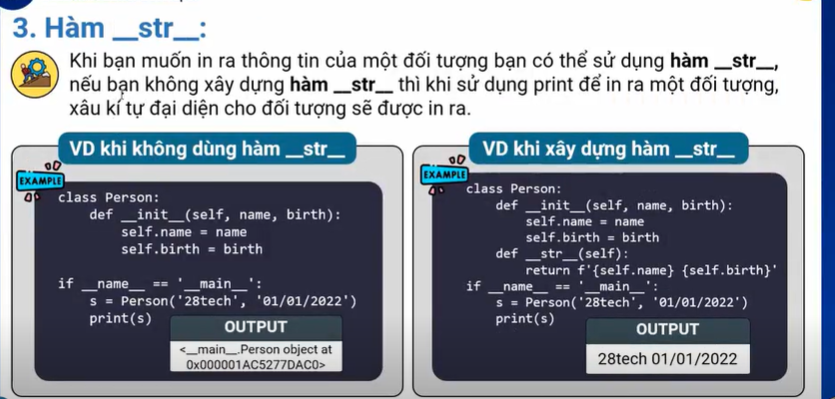 3. Hàm __str__:
Khi bạn muốn in ra thông tin của một đối tượng bạn có thể sử dụng hàm __str__,
nếu bạn không xây dựng hàm __str__ thì khi sử dụng print để in ra một đối tượng,
xâu kí tự đại diện cho đối tượng sẽ được in ra.
VD khi không dùng hàm __str__
EXAMPLE
class Person:
    def __init__(self, name, birth):
        self.name = name
        self.birth = birth
if __name__ == '__main__':
    s = Person('28tech', '01/01/2022')
    print(s)
OUTPUT
<__main__.Person object at
0x000001AC5277DAC0>
VD khi xây dựng hàm __str__
EXAMPLE
class Person:
    def __init__(self, name, birth):
        self.name = name
        self.birth = birth
    def __str__(self):
        return f'{self.name} {self.birth}'
if __name__ == '__main__':
    s = Person('28tech', '01/01/2022')
    print(s)
OUTPUT
28tech 01/01/2022